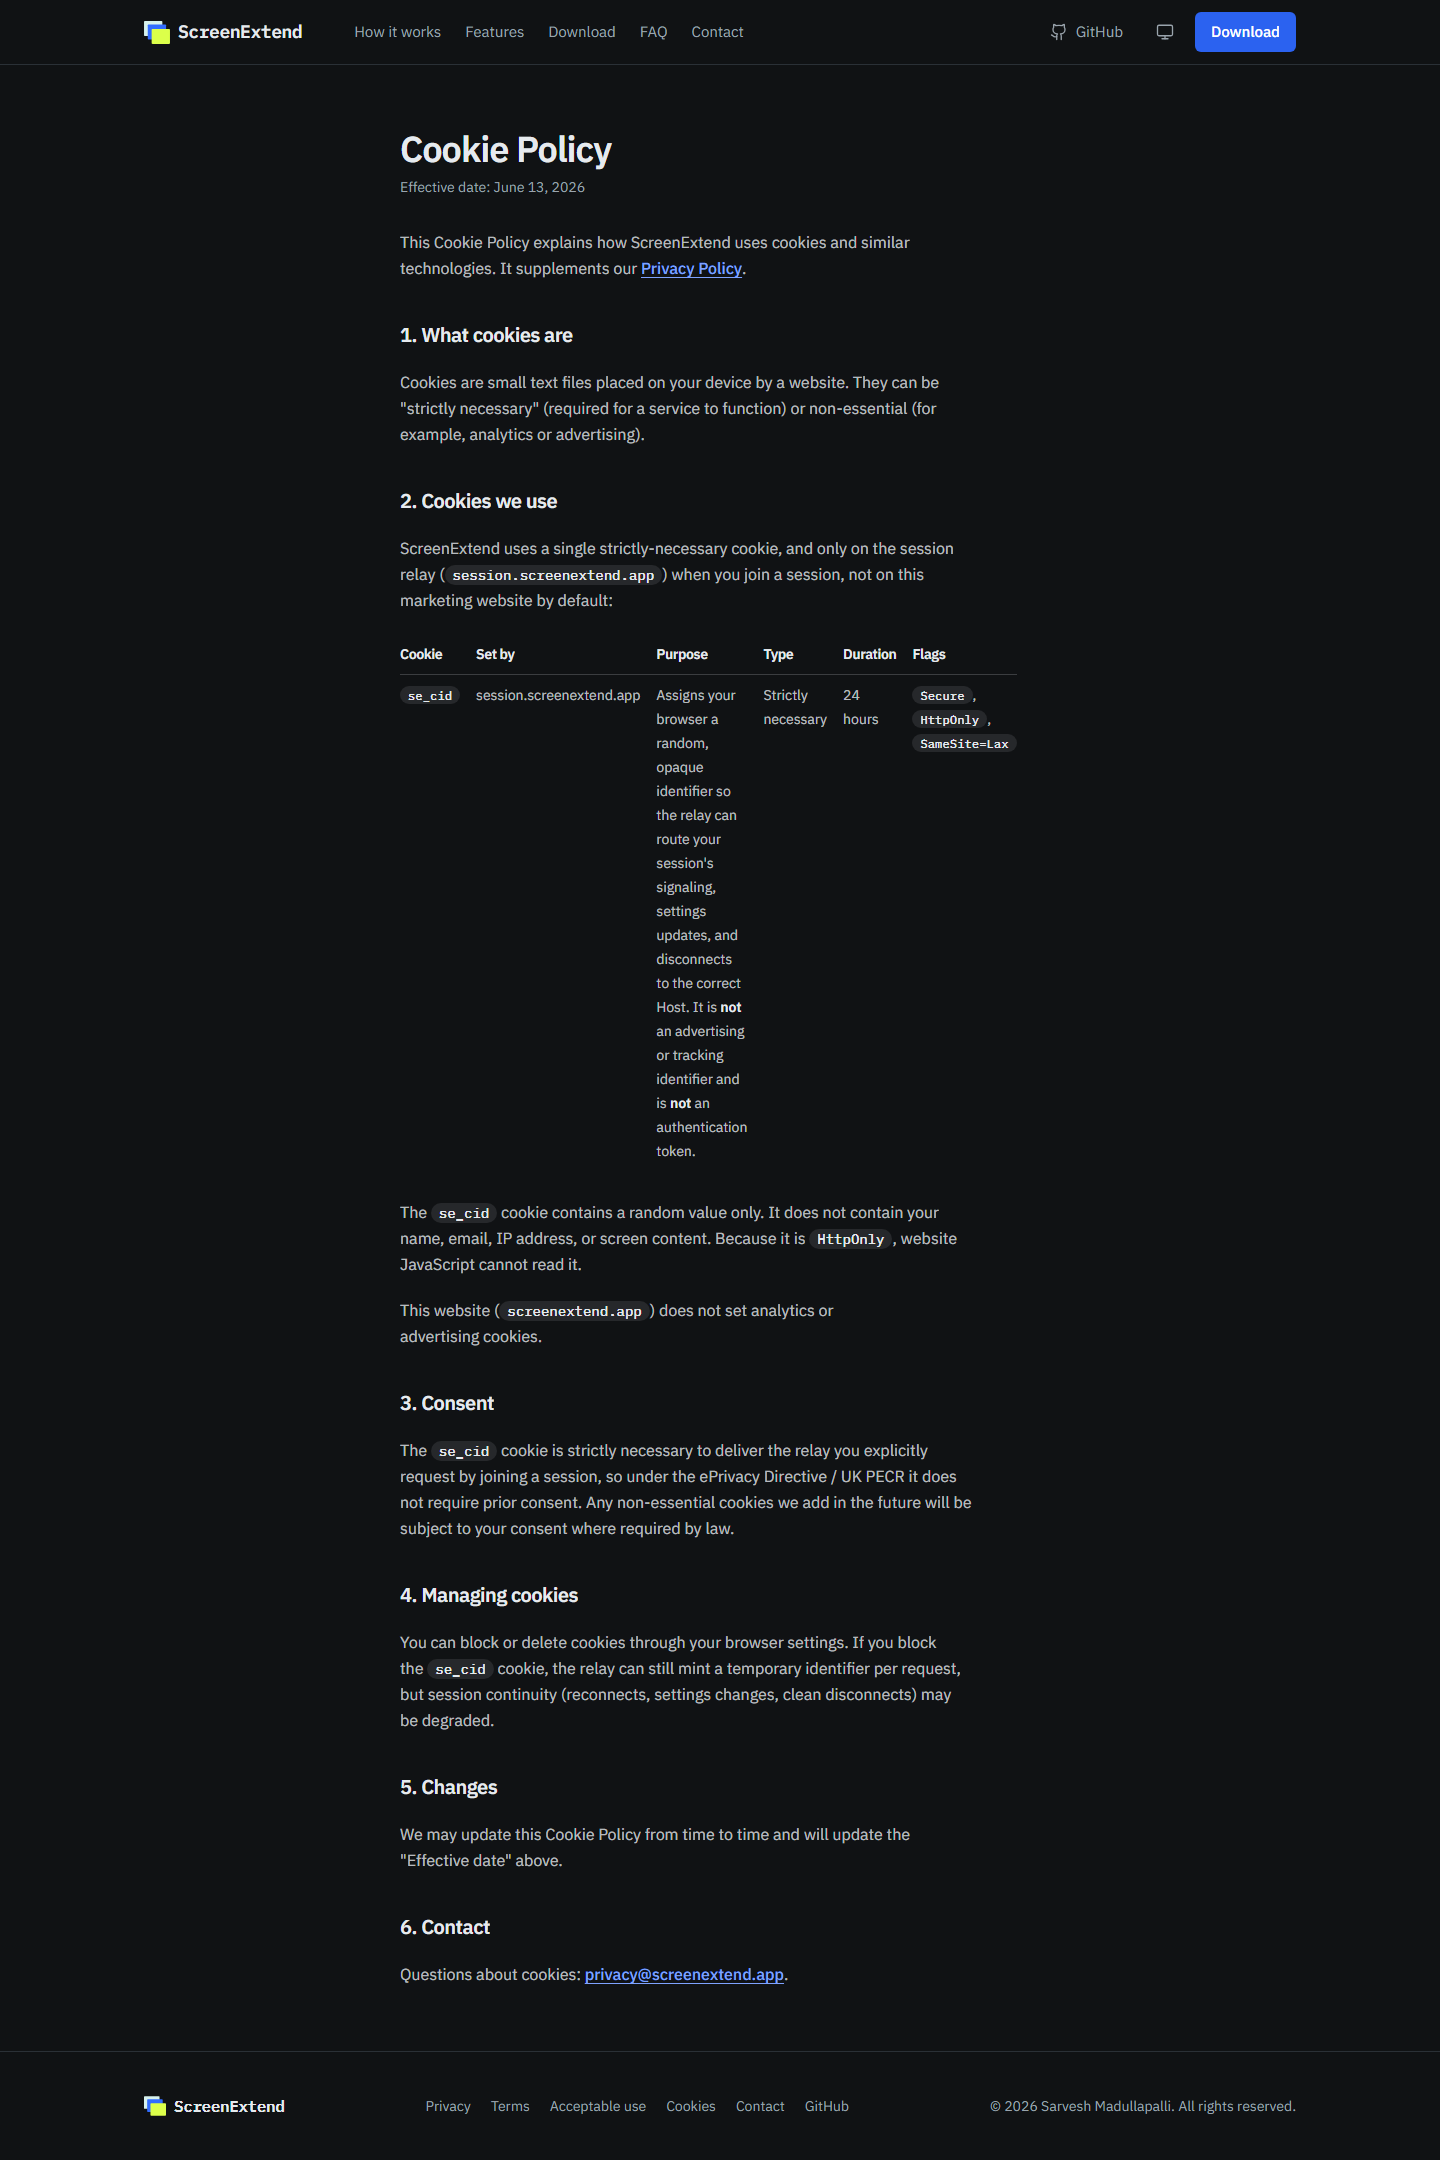 ScreenExtend
How it works
Features
Download
FAQ
Contact
GitHub
Download
Cookie Policy
Effective date: June 13, 2026
This Cookie Policy explains how ScreenExtend uses cookies and similar
technologies. It supplements our Privacy Policy.
1. What cookies are
Cookies are small text files placed on your device by a website. They can be
"strictly necessary" (required for a service to function) or non-essential (for
example, analytics or advertising).
2. Cookies we use
ScreenExtend uses a single strictly-necessary cookie, and only on the session
relay (session.screenextend.app) when you join a session, not on this
marketing website by default:
Cookie
Set by
Purpose
Type
Duration
Flags
se_cid
session.screenextend.app
Assigns your
browser a
random,
opaque
identifier so
the relay can
route your
session's
signaling,
settings
updates, and
disconnects
to the correct
Host. It is not
an advertising
or tracking
identifier and
is not an
authentication
token.
Strictly
necessary
24
hours
Secure,
HttpOnly,
SameSite=Lax
The se_cid cookie contains a random value only. It does not contain your
name, email, IP address, or screen content. Because it is HttpOnly, website
JavaScript cannot read it.
This website (screenextend.app) does not set analytics or
advertising cookies.
3. Consent
The se_cid cookie is strictly necessary to deliver the relay you explicitly
request by joining a session, so under the ePrivacy Directive / UK PECR it does
not require prior consent. Any non-essential cookies we add in the future will be
subject to your consent where required by law.
4. Managing cookies
You can block or delete cookies through your browser settings. If you block
the se_cid cookie, the relay can still mint a temporary identifier per request,
but session continuity (reconnects, settings changes, clean disconnects) may
be degraded.
5. Changes
We may update this Cookie Policy from time to time and will update the
"Effective date" above.
6. Contact
Questions about cookies: privacy@screenextend.app.
ScreenExtend
Privacy
Terms
Acceptable use
Cookies
Contact
GitHub
© 2026 Sarvesh Madullapalli. All rights reserved.